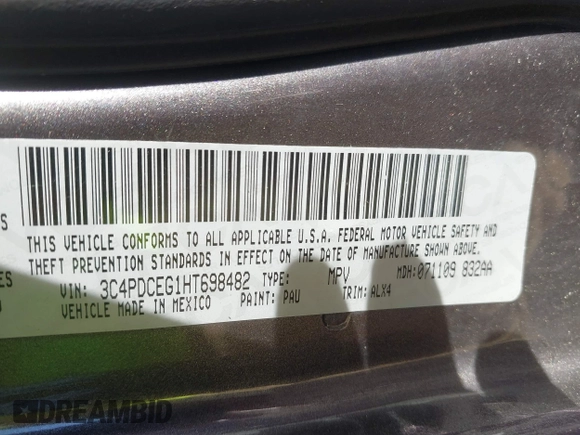 THIS VEHICLE CONFORMS TO ALL APPLICABLE U.S.A. FEDERAL MOTOR VEHICLE SAFETY AND
THEFT PREVENTION STANDARDS IN EFFECT ON THE DATE OF MANUFACTURE SHOWN ABOVE.
VIN: 3C4PDCEG1HT698482 TYPE: MPV MDH: 071109 832AA
VEHICLE MADE IN MEXICO PAINT: PAU TRIM: ALX4
DREAMBID